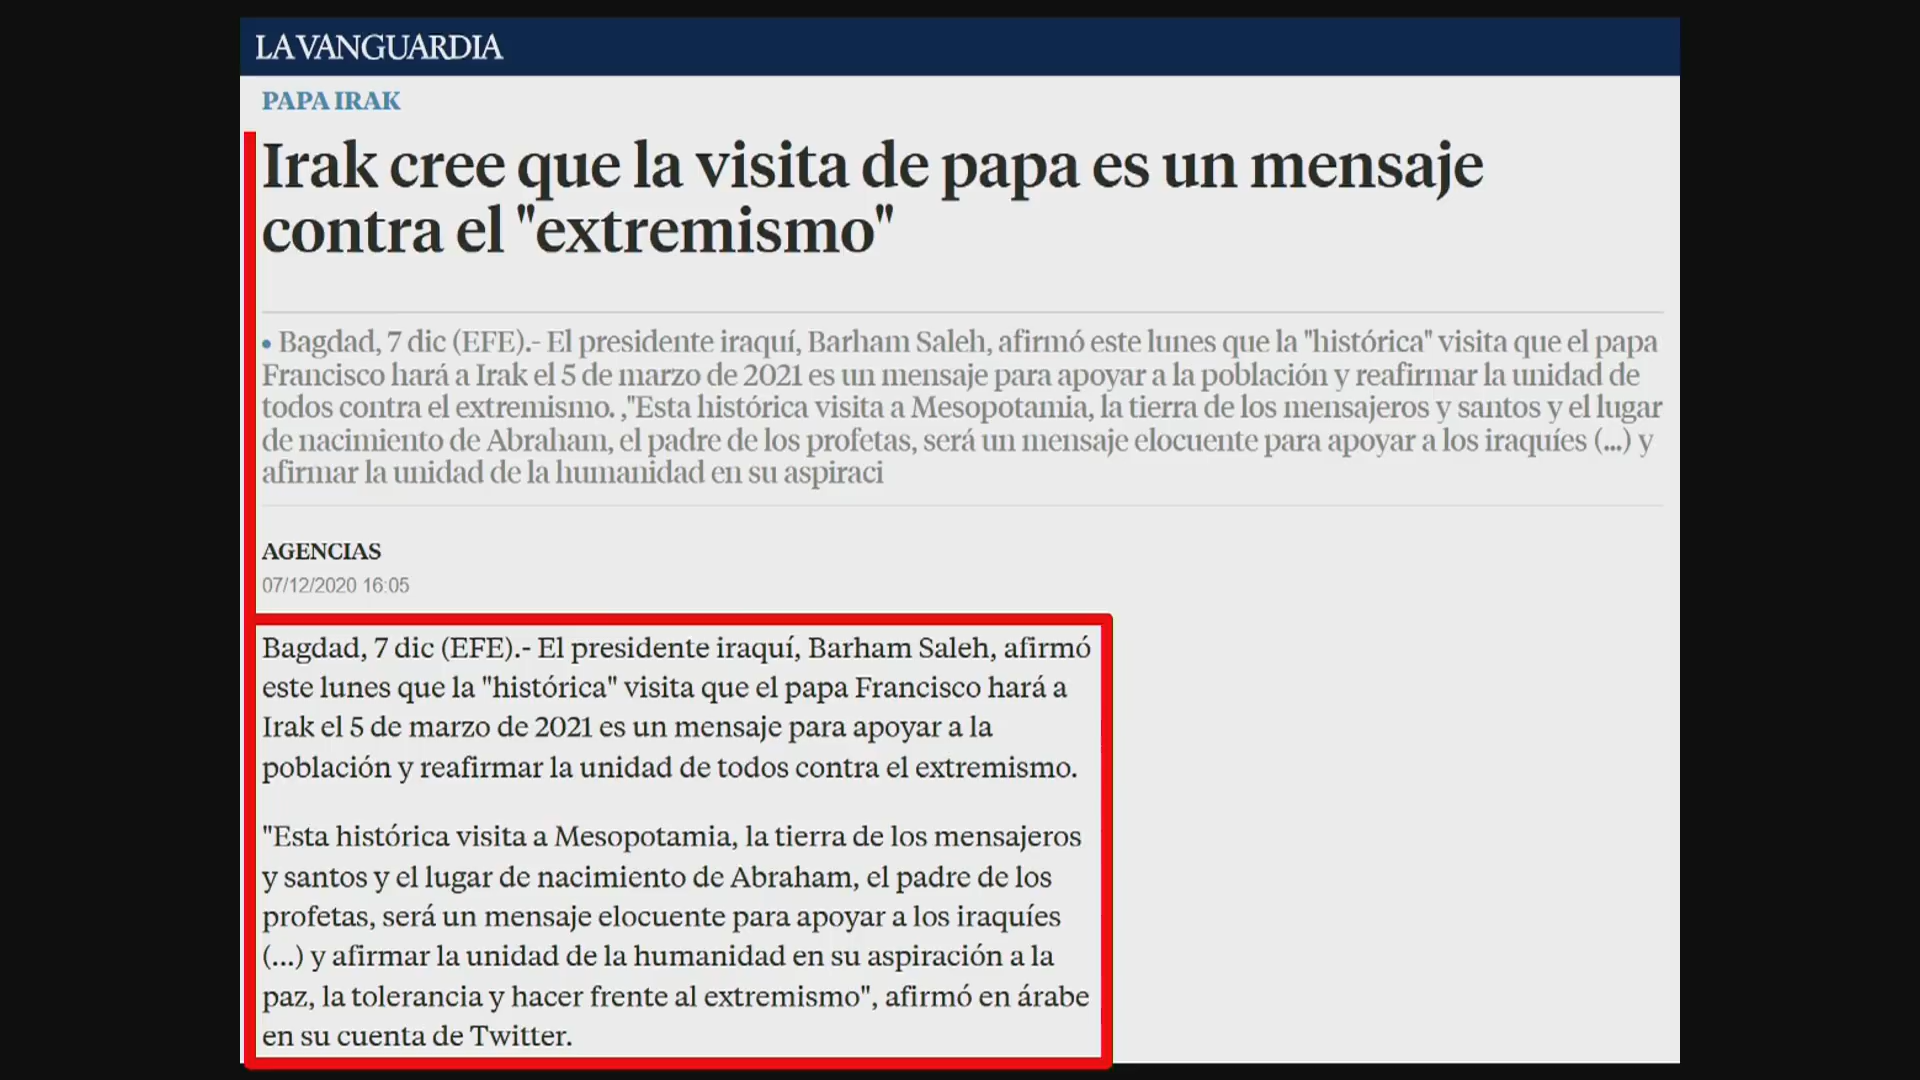 LA VANGUARDIA
PAPA IRAK
Irak cree que la visita de papa es un mensaje
contra el "extremismo"
• Bagdad, 7 dic (EFE).- El presidente iraquí, Barham Saleh, afirmó este lunes que la "histórica" visita que el papa
Francisco hará a Irak el 5 de marzo de 2021 es un mensaje para apoyar a la población y reafirmar la unidad de
todos contra el extremismo. ,"Esta histórica visita a Mesopotamia, la tierra de los mensajeros y santos y el lugar
de nacimiento de Abraham, el padre de los profetas, será un mensaje elocuente para apoyar a los iraquíes (...) y
afirmar la unidad de la humanidad en su aspiraci
AGENCIAS
07/12/2020 16:05
Bagdad, 7 dic (EFE).- El presidente iraquí, Barham Saleh, afirmó
este lunes que la "histórica" visita que el papa Francisco hará a
Irak el 5 de marzo de 2021 es un mensaje para apoyar a la
población y reafirmar la unidad de todos contra el extremismo.
"Esta histórica visita a Mesopotamia, la tierra de los mensajeros
y santos y el lugar de nacimiento de Abraham, el padre de los
profetas, será un mensaje elocuente para apoyar a los iraquíes
(...) y afirmar la unidad de la humanidad en su aspiración a la
paz, la tolerancia y hacer frente al extremismo", afirmó en árabe
en su cuenta de Twitter.